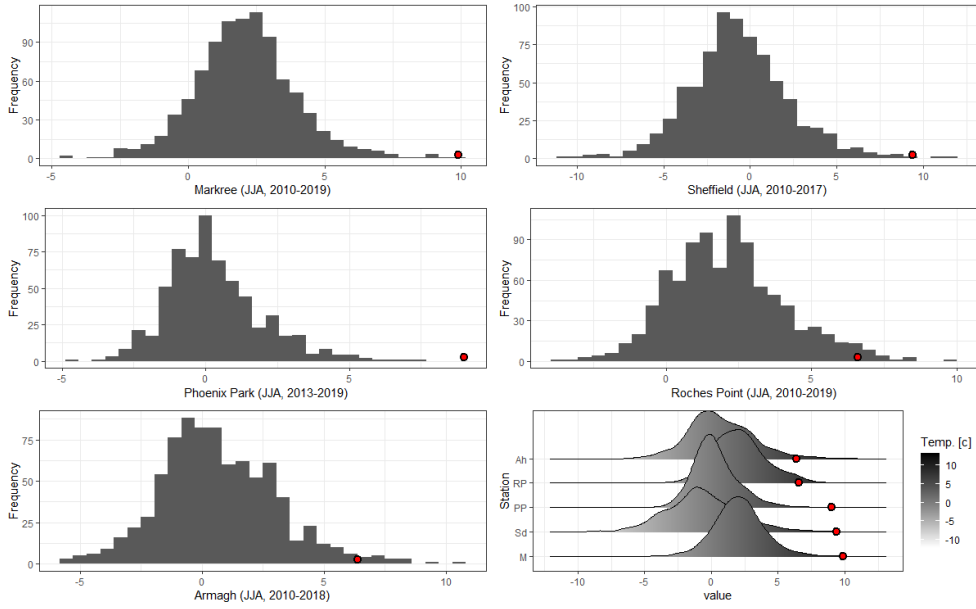 Frequency
90
60
30
0
-5
0
5
10
Markree (JJA, 2010-2019)
Frequency
100
75
50
25
0
-10
-5
0
5
10
Sheffield (JJA, 2010-2017)
Frequency
100
75
50
25
0
-5
0
5
Phoenix Park (JJA, 2013-2019)
Frequency
90
60
30
0
0
5
10
Roches Point (JJA, 2010-2019)
Frequency
75
50
25
0
-5
0
5
10
Armagh (JJA, 2010-2018)
Station
Ah
RP
PP
Sd
M
-10
-5
0
5
10
value
Temp. [c]
10
5
0
-5
-10